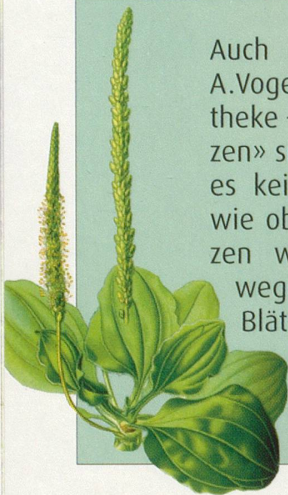 Auch
A.Voge
theke
zen» s
es kei
wie ob
zen w
weg
Blät